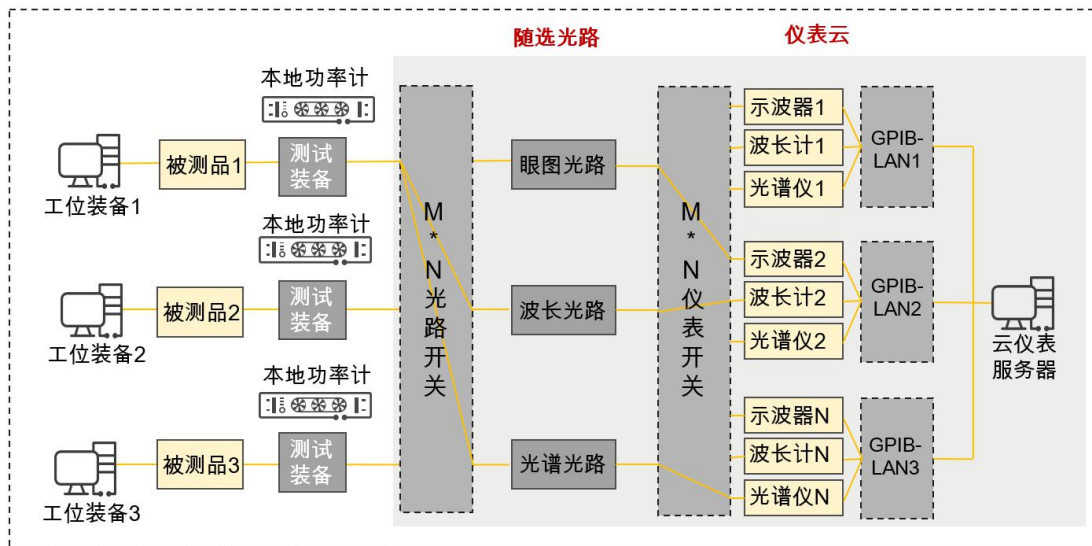 随选光路
仪表云
本地功率计
工位装备1
被测品1
测试
装备
眼图光路
示波器1
波长计1
光谱仪1
GPIB-
LAN1
本地功率计
工位装备2
被测品2
测试
装备
M
*
N
光
路
开
关
波长光路
M
*
N
仪
表
开
关
示波器2
波长计2
光谱仪2
GPIB-
LAN2
云仪表
服务器
本地功率计
工位装备3
被测品3
测试
装备
光谱光路
示波器N
波长计N
光谱仪N
GPIB-
LAN3